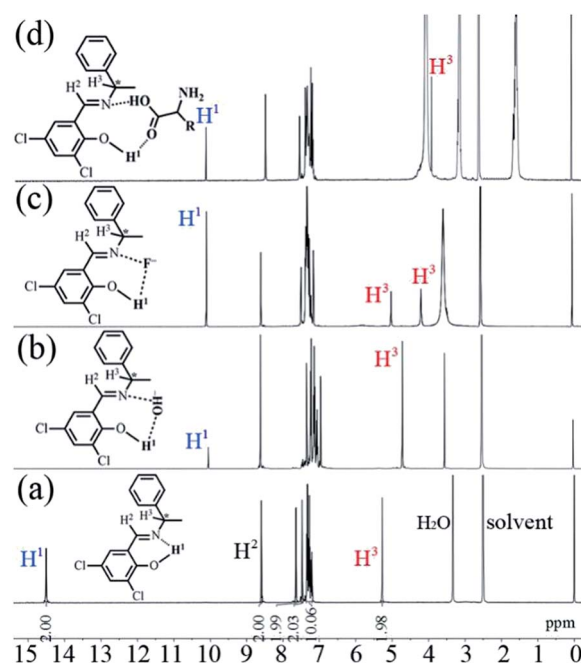 (d)
H³
H²
*
N
HO
NH₂
O
R
Cl
O
H¹
Cl
H¹
H³
(c)
H³
H²
*
N
F⁻
Cl
O
H¹
Cl
H¹
H³
H³
(b)
H³
H²
*
N
OH
Cl
O
H¹
Cl
H¹
H³
(a)
H³
H²
*
N
H¹
Cl
O
Cl
H¹
H²
H³
H₂O
solvent
2.00
2.00
1.99
2.03
10.06
1.98
ppm
15 14 13 12 11 10 9 8 7 6 5 4 3 2 1 0